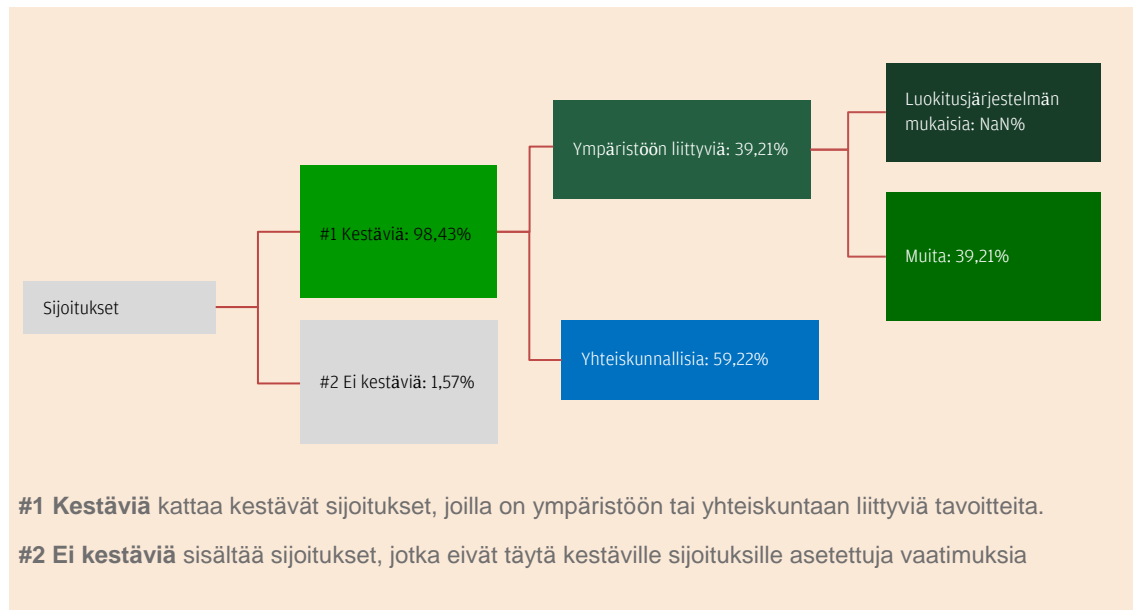 Sijoitukset
#1 Kestäviä: 98,43%
#2 Ei kestäviä: 1,57%
Ympäristöön liittyviä: 39,21%
Yhteiskunnallisia: 59,22%
Luokitusjärjestelmän
mukaisia: NaN%
Muita: 39,21%
#1 Kestäviä kattaa kestävät sijoitukset, joilla on ympäristöön tai yhteiskuntaan liittyviä tavoitteita.
#2 Ei kestäviä sisältää sijoitukset, jotka eivät täytä kestäville sijoituksille asetettuja vaatimuksia